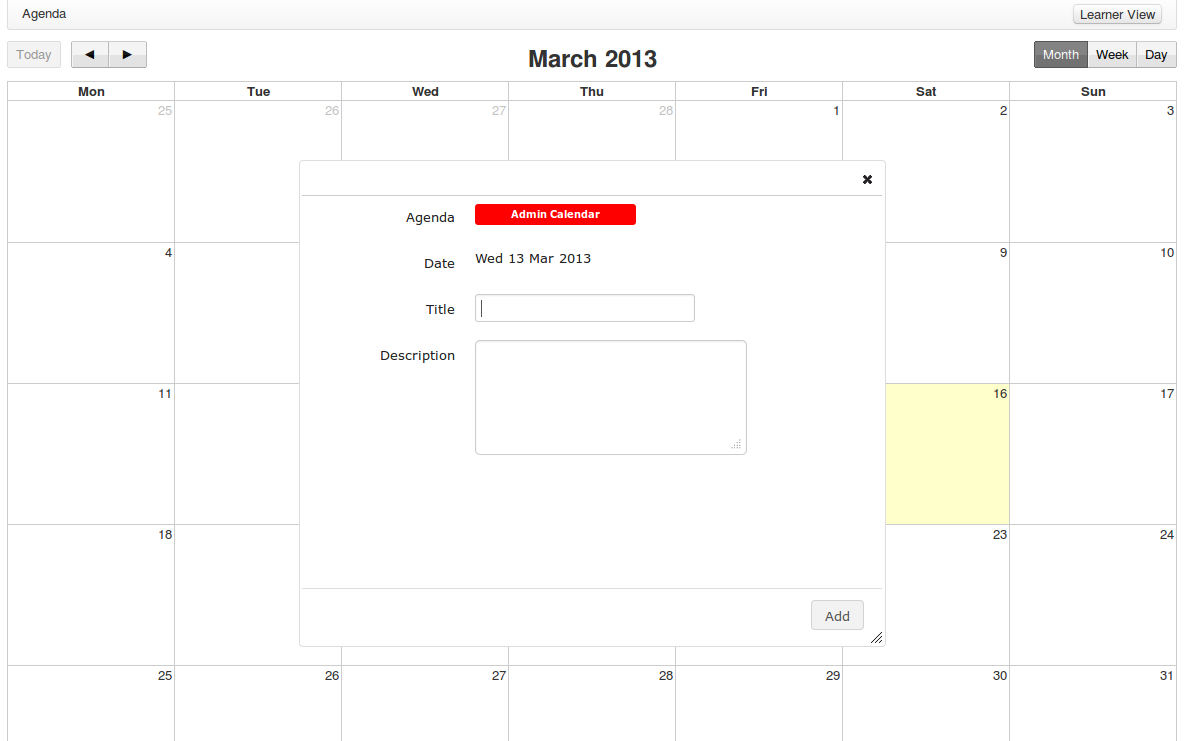 Agenda Learner View
Today ◀ ▶ March 2013 Month Week Day
Mon Tue Wed Thu Fri Sat Sun
25 26 27 28 1 2 3
✖
Agenda Admin Calendar
4 9 10
Date Wed 13 Mar 2013
Title
Description
11 16 17
18 23 24
Add
25 26 27 28 29 30 31